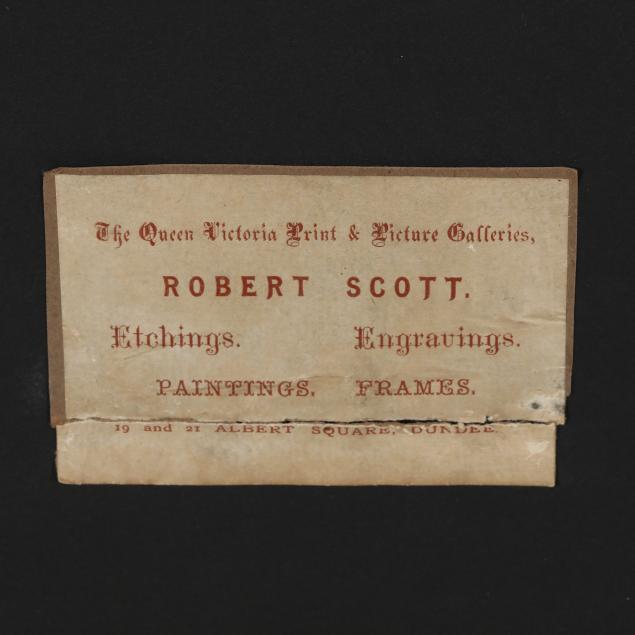 The Queen Victoria Print & Picture Galleries,
ROBERT SCOTT.
Etchings. Engravings.
PAINTINGS. FRAMES.
19 and 21 ALBERT SQUARE, DUNDEE.